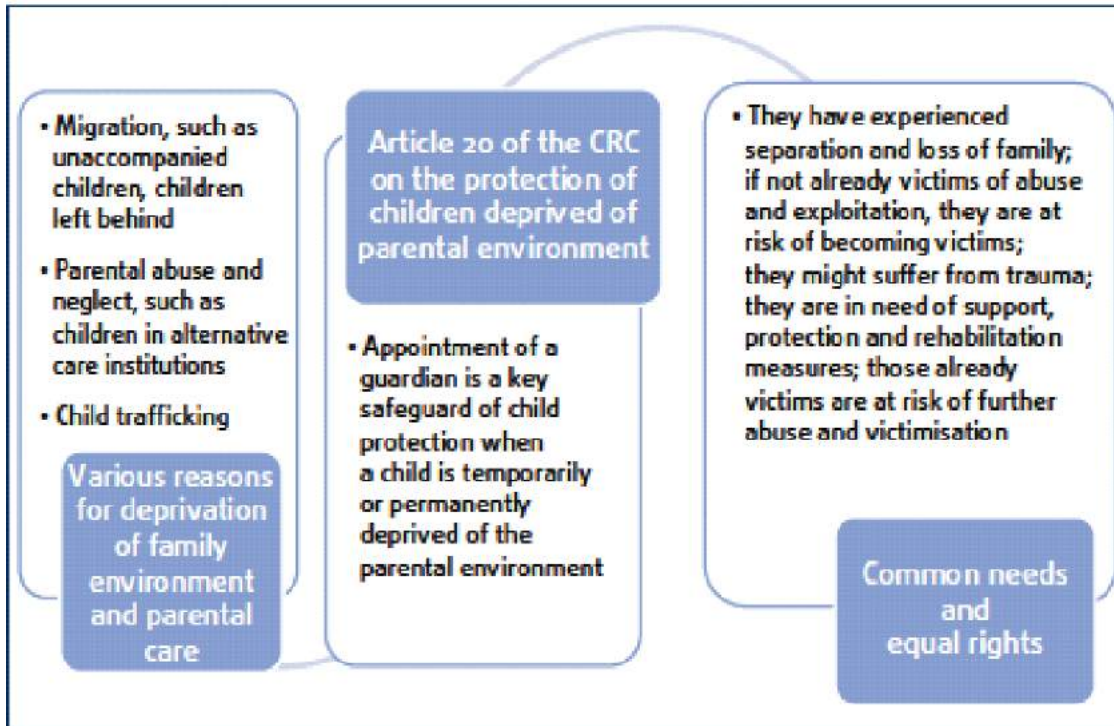 • Migration, such as
unaccompanied
children, children
left behind
• Parental abuse and
neglect, such as
children in alternative
care institutions
• Child trafficking
Various reasons
for deprivation
of family
environment
and parental
care
Article 20 of the CRC
on the protection of
children deprived of
parental environment
• Appointment of a
guardian is a key
safeguard of child
protection when
a child is temporarily
or permanently
deprived of the
parental environment
• They have experienced
separation and loss of family;
if not already victims of abuse
and exploitation, they are at
risk of becoming victims;
they might suffer from trauma;
they are in need of support,
protection and rehabilitation
measures; those already
victims are at risk of further
abuse and victimisation
Common needs
and
equal rights